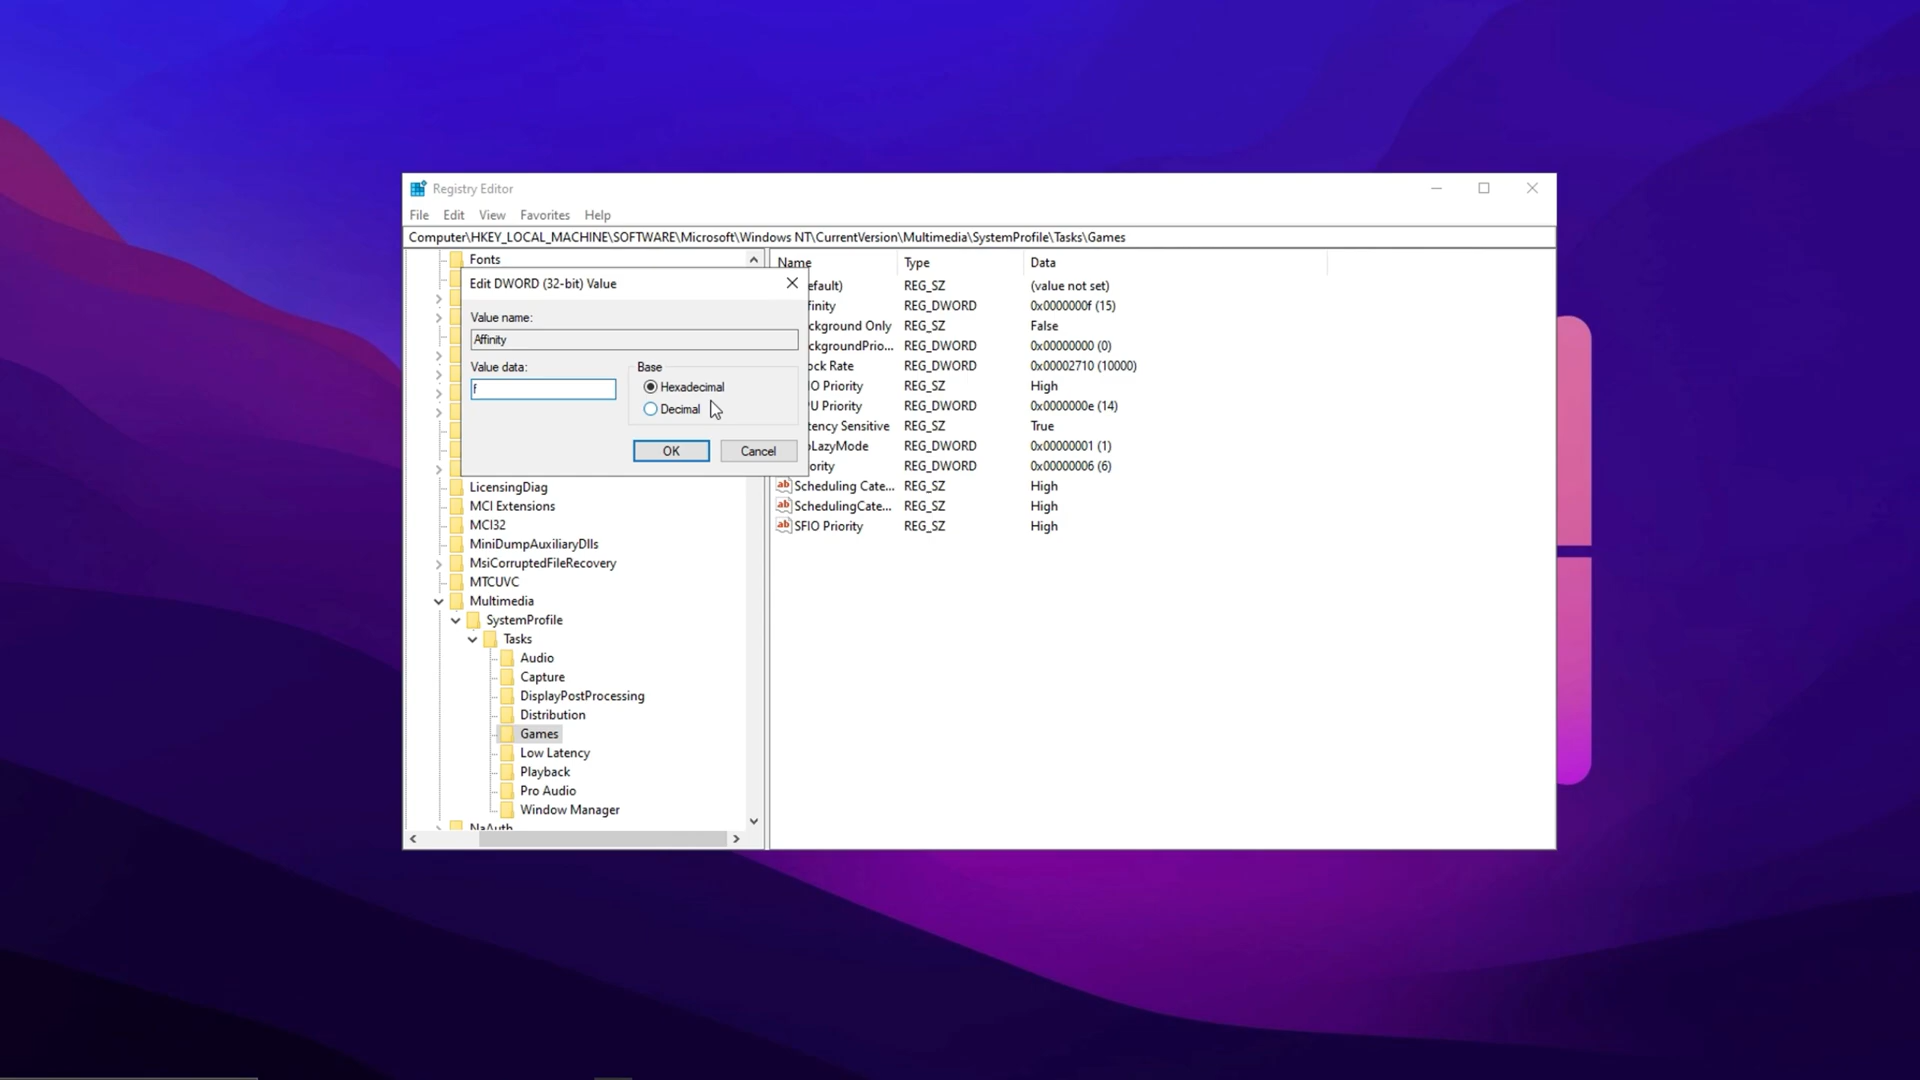 Registry Editor
File Edit View Favorites Help
Computer\HKEY_LOCAL_MACHINE\SOFTWARE\Microsoft\Windows NT\CurrentVersion\Multimedia\SystemProfile\Tasks\Games
Fonts
Edit DWORD (32-bit) Value
Value name:
Affinity
Value data:
f
Base
Hexadecimal
Decimal
OK Cancel
LicensingDiag
MCI Extensions
MCI32
MiniDumpAuxiliaryDlls
MsiCorruptedFileRecovery
MTCUVC
Multimedia
SystemProfile
Tasks
Audio
Capture
DisplayPostProcessing
Distribution
Games
Low Latency
Playback
Pro Audio
Window Manager
NaAuth
Name Type Data
efault) REG_SZ (value not set)
finity REG_DWORD 0x0000000f (15)
ckground Only REG_SZ False
ckgroundPrio... REG_DWORD 0x00000000 (0)
ock Rate REG_DWORD 0x00002710 (10000)
IO Priority REG_SZ High
U Priority REG_DWORD 0x0000000e (14)
tency Sensitive REG_SZ True
LazyMode REG_DWORD 0x00000001 (1)
ority REG_DWORD 0x00000006 (6)
ab Scheduling Cate... REG_SZ High
ab SchedulingCate... REG_SZ High
ab SFIO Priority REG_SZ High